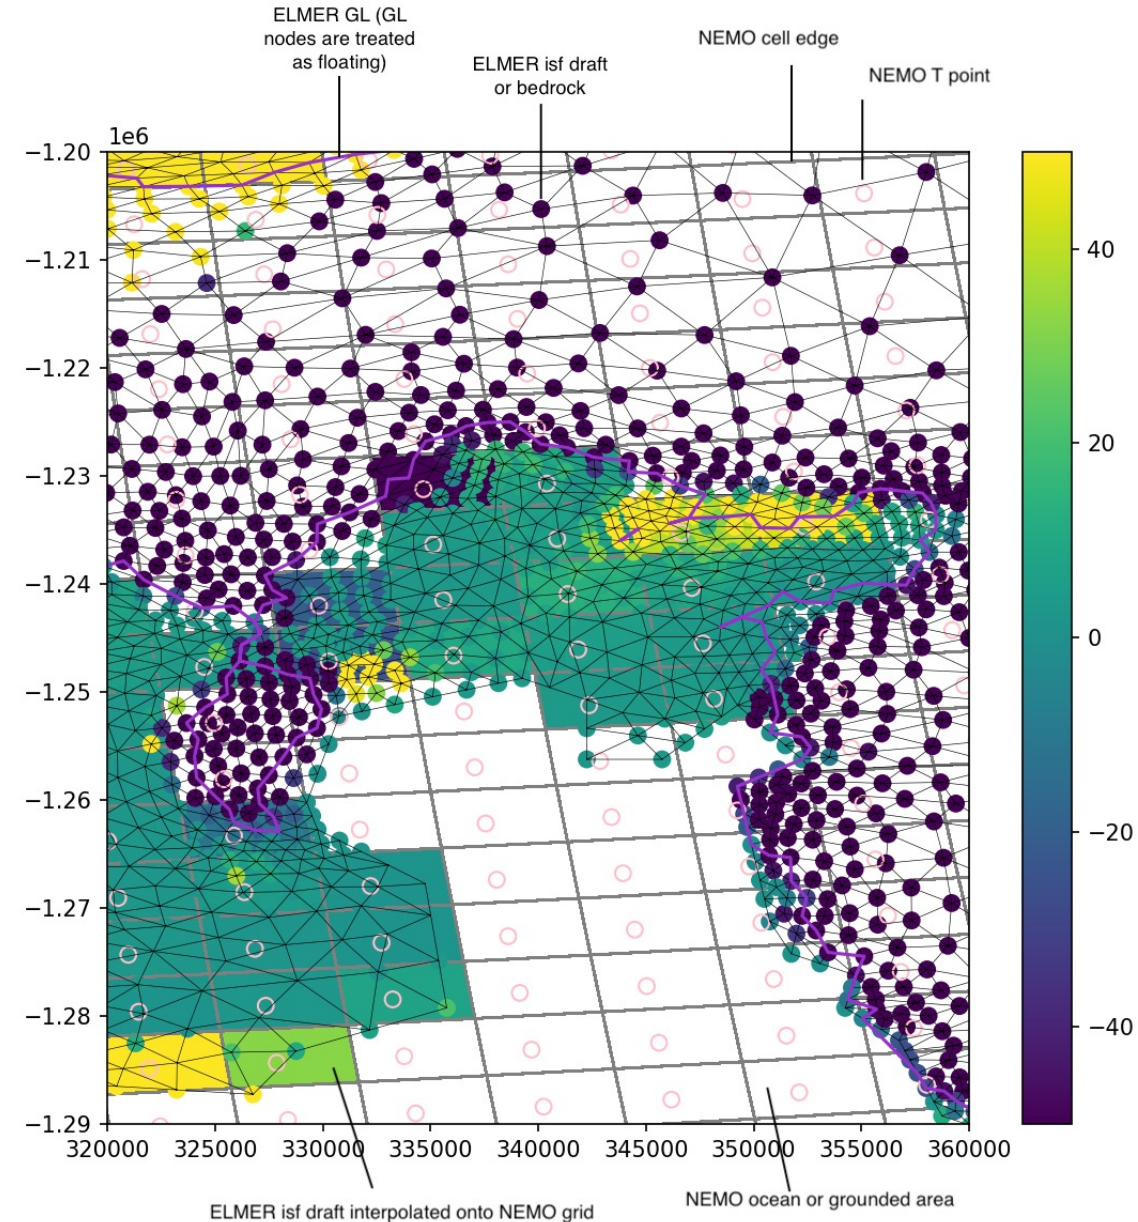 ELMER GL (GL
nodes are treated
as floating)
ELMER isf draft
or bedrock
NEMO cell edge
NEMO T point
1e6
−1.20
−1.21
−1.22
−1.23
−1.24
−1.25
−1.26
−1.27
−1.28
−1.29
320000 325000 330000 335000 340000 345000 350000 355000 360000
40
20
0
−20
−40
ELMER isf draft interpolated onto NEMO grid
NEMO ocean or grounded area